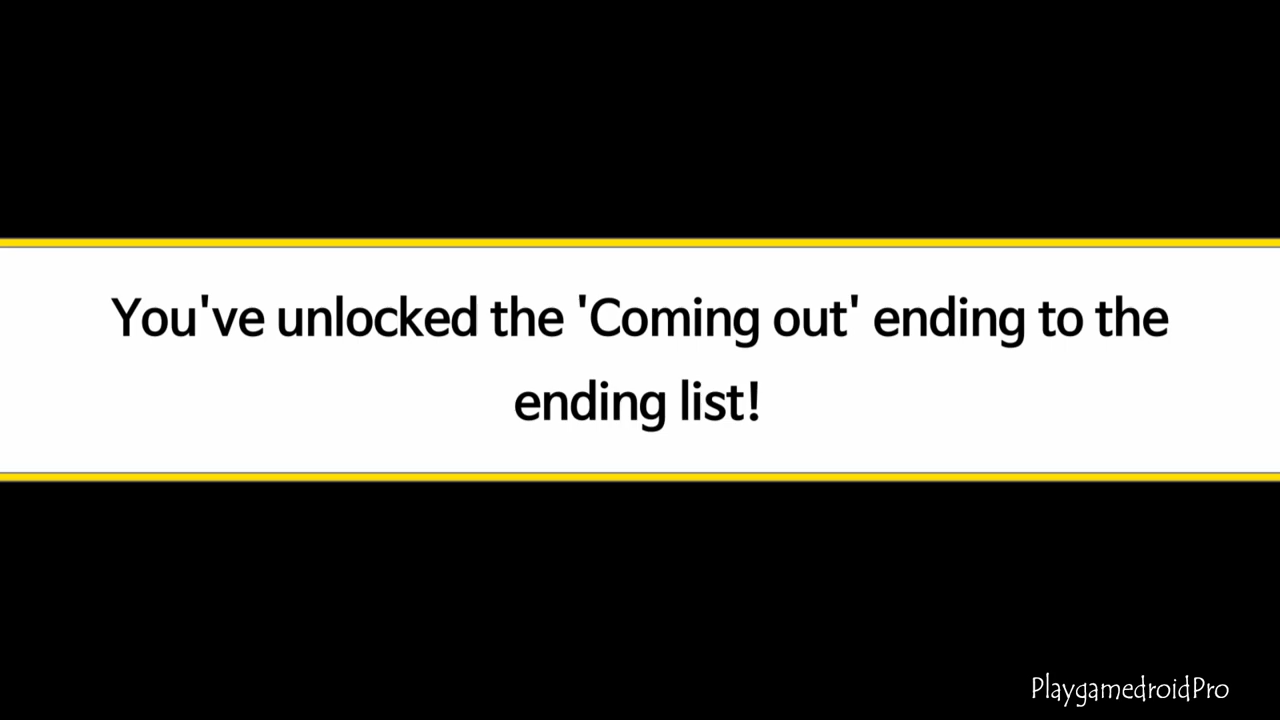 You've unlocked the 'Coming out' ending to the
ending list!
PlaygamedroidPro